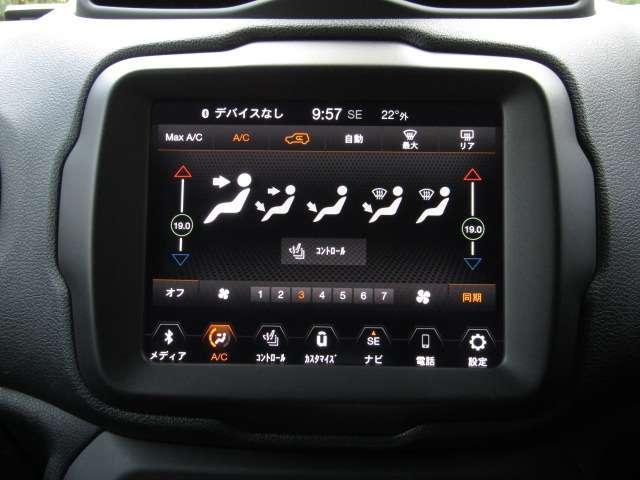 デバイスなし 9:57 SE 22°外
Max A/C A/C 自動 最大 リア
19.0 19.0
コントロール
オフ 1 2 3 4 5 6 7 同期
SE
メディア A/C コントロール カスタマイズ ナビ 電話 設定